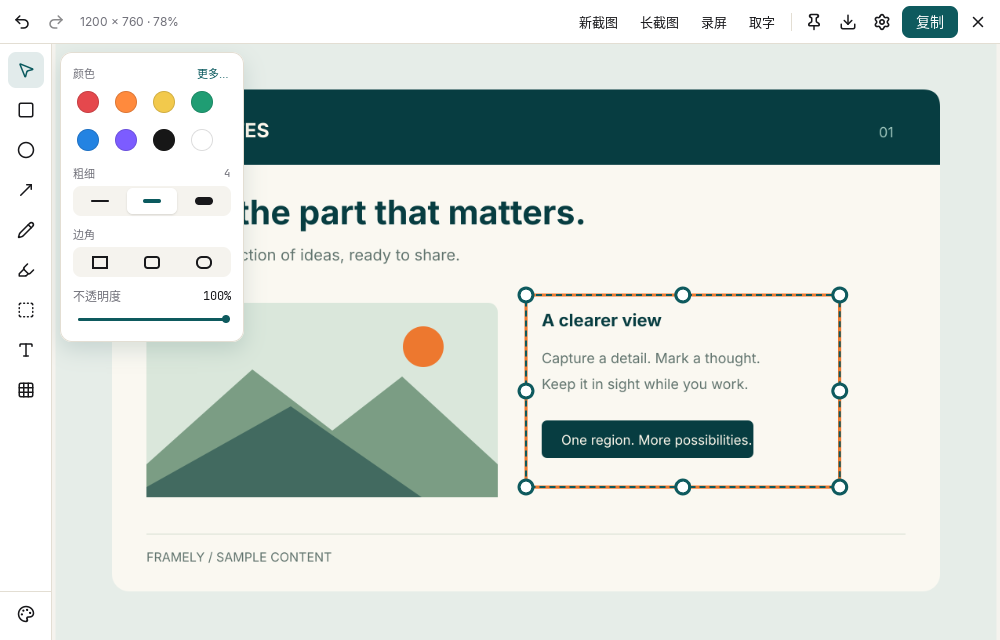 1200 × 760 · 78%
新截图 长截图 录屏 取字 复制
颜色 更多...
粗细 4
边角
不透明度 100%
ES
01
the part that matters.
ction of ideas, ready to share.
A clearer view
Capture a detail. Mark a thought.
Keep it in sight while you work.
One region. More possibilities.
FRAMELY / SAMPLE CONTENT